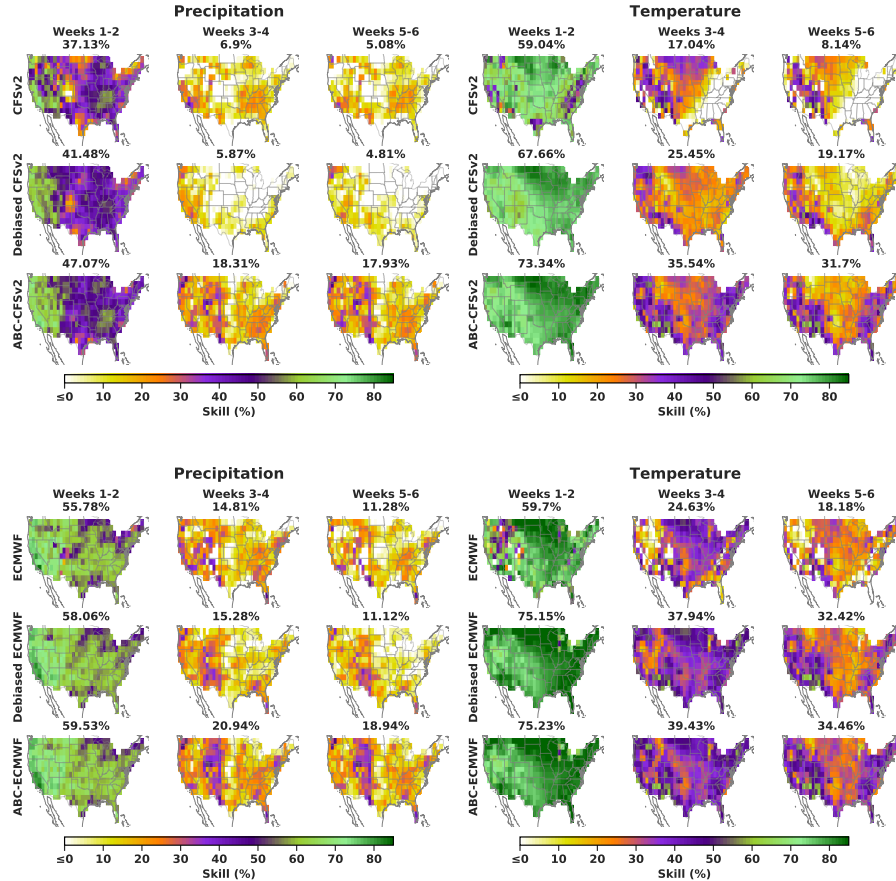 Precipitation Temperature
Weeks 1-2 Weeks 3-4 Weeks 5-6 Weeks 1-2 Weeks 3-4 Weeks 5-6
37.13% 6.9% 5.08% 59.04% 17.04% 8.14%
CFSv2 CFSv2
41.48% 5.87% 4.81% 67.66% 25.45% 19.17%
Debiased CFSv2 Debiased CFSv2
47.07% 18.31% 17.93% 73.34% 35.54% 31.7%
ABC-CFSv2 ABC-CFSv2
≤0 10 20 30 40 50 60 70 80 ≤0 10 20 30 40 50 60 70 80
Skill (%) Skill (%)
Precipitation Temperature
Weeks 1-2 Weeks 3-4 Weeks 5-6 Weeks 1-2 Weeks 3-4 Weeks 5-6
55.78% 14.81% 11.28% 59.7% 24.63% 18.18%
ECMWF ECMWF
58.06% 15.28% 11.12% 75.15% 37.94% 32.42%
Debiased ECMWF Debiased ECMWF
59.53% 20.94% 18.94% 75.23% 39.43% 34.46%
ABC-ECMWF ABC-ECMWF
≤0 10 20 30 40 50 60 70 80 ≤0 10 20 30 40 50 60 70 80
Skill (%) Skill (%)